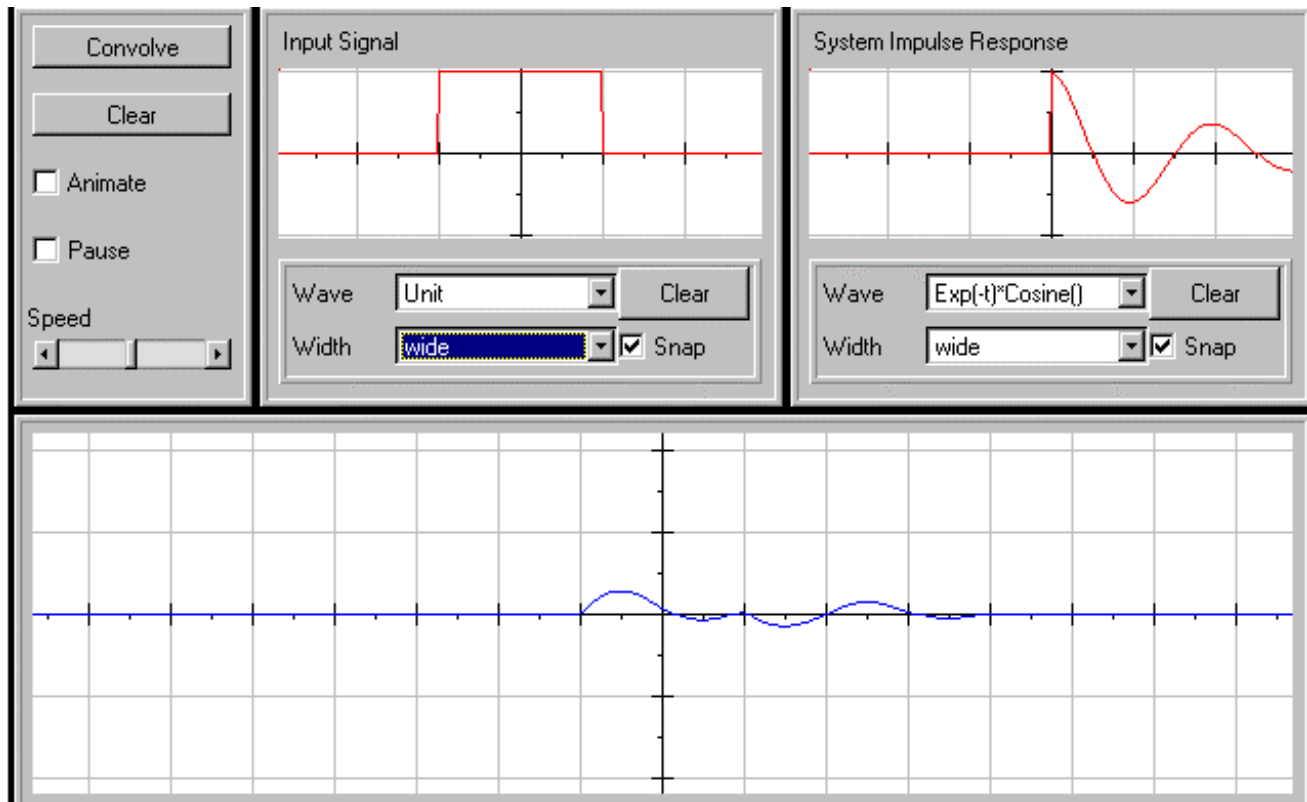 Convolve
Clear
Animate
Pause
Speed
Input Signal
Wave Unit Clear
Width wide Snap
System Impulse Response
Wave Exp(-t)*Cosine() Clear
Width wide Snap